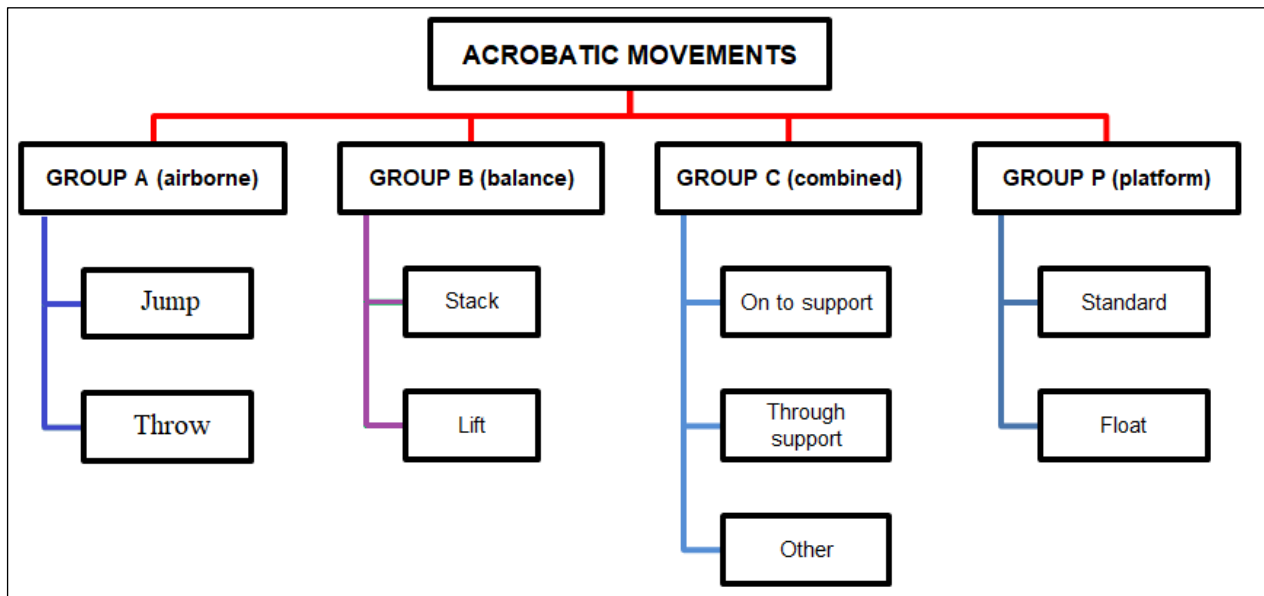 ACROBATIC MOVEMENTS
GROUP A (airborne)
GROUP B (balance)
GROUP C (combined)
GROUP P (platform)
Jump
Stack
On to support
Standard
Throw
Lift
Through
support
Float
Other